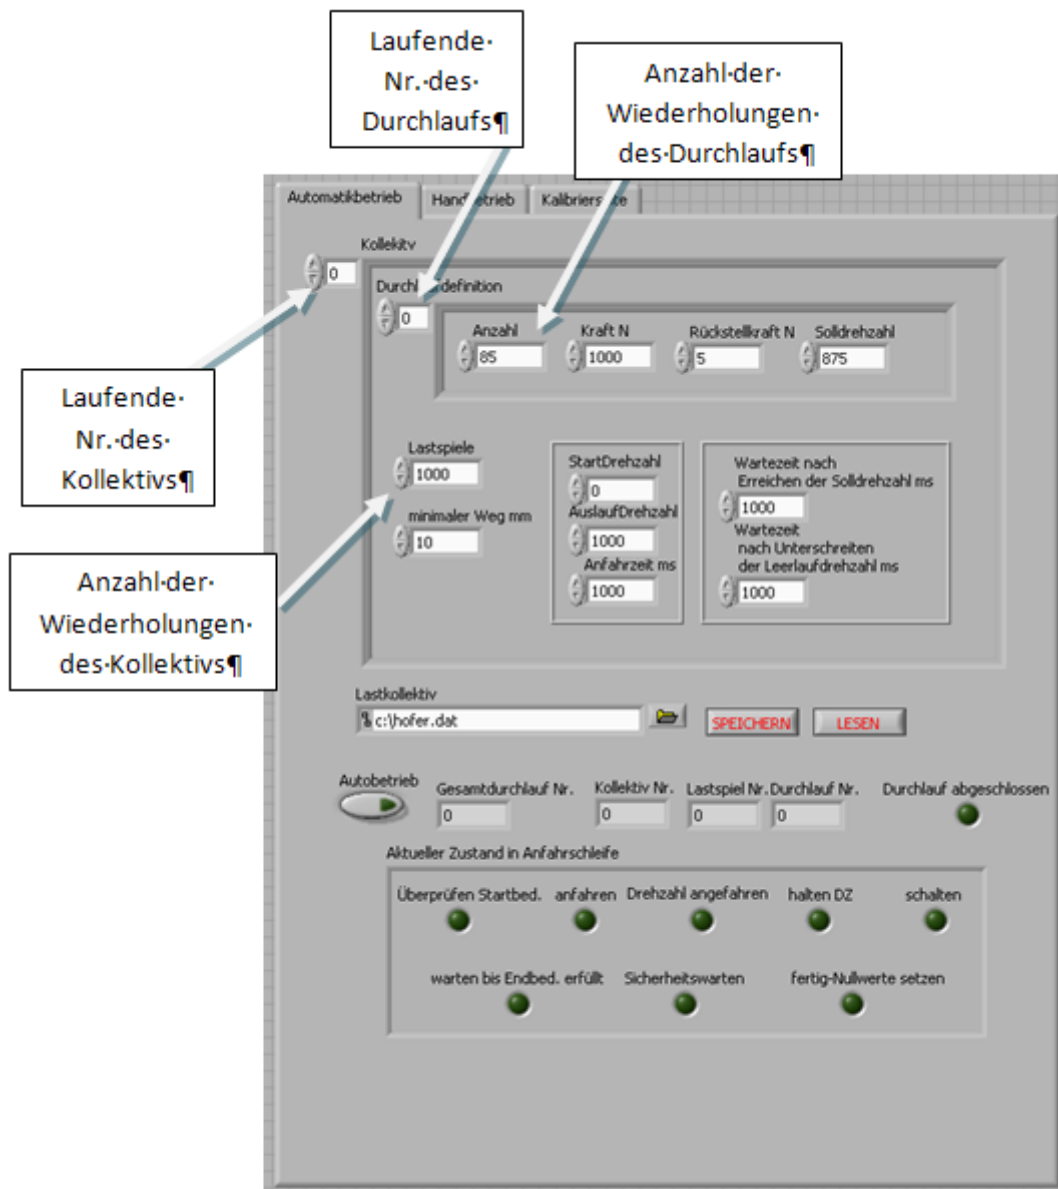 Laufende·
Nr.·des·
Durchlaufs¶
Anzahl·der·
Wiederholungen·
des·Durchlaufs¶
Automatikbetrieb
Kollekitv
0
0
Anzahl
Kraft N
Rückstellkraft N
Solldrehzahl
85
1000
5
875
Laufende·
Nr.·des·
Kollektivs¶
Lastspiele
1000
minimaler Weg mm
10
StartDrehzahl
0
AuslaufDrehzahl
1000
Anfahrzeit ms
1000
Wartezeit nach
Erreichen der Solldrehzahl ms
1000
Wartezeit
nach Unterschreiten
der Leerlaufdrehzahl ms
1000
Anzahl·der·
Wiederholungen·
des·Kollektivs¶
Lastkollektiv
c:\hofer.dat
SPEICHERN
LESEN
Autobetrieb
Gesamtdurchlauf Nr.
0
Kollektiv Nr.
0
Lastspiel Nr.
0
Durchlauf Nr.
0
Durchlauf abgeschlossen
Aktueller Zustand in Anfahrschleife
Überprüfen Startbed.
anfahren
Drehzahl angefahren
halten DZ
schalten
warten bis Endbed. erfüllt
Sicherheitswarten
fertig-Nullwerte setzen